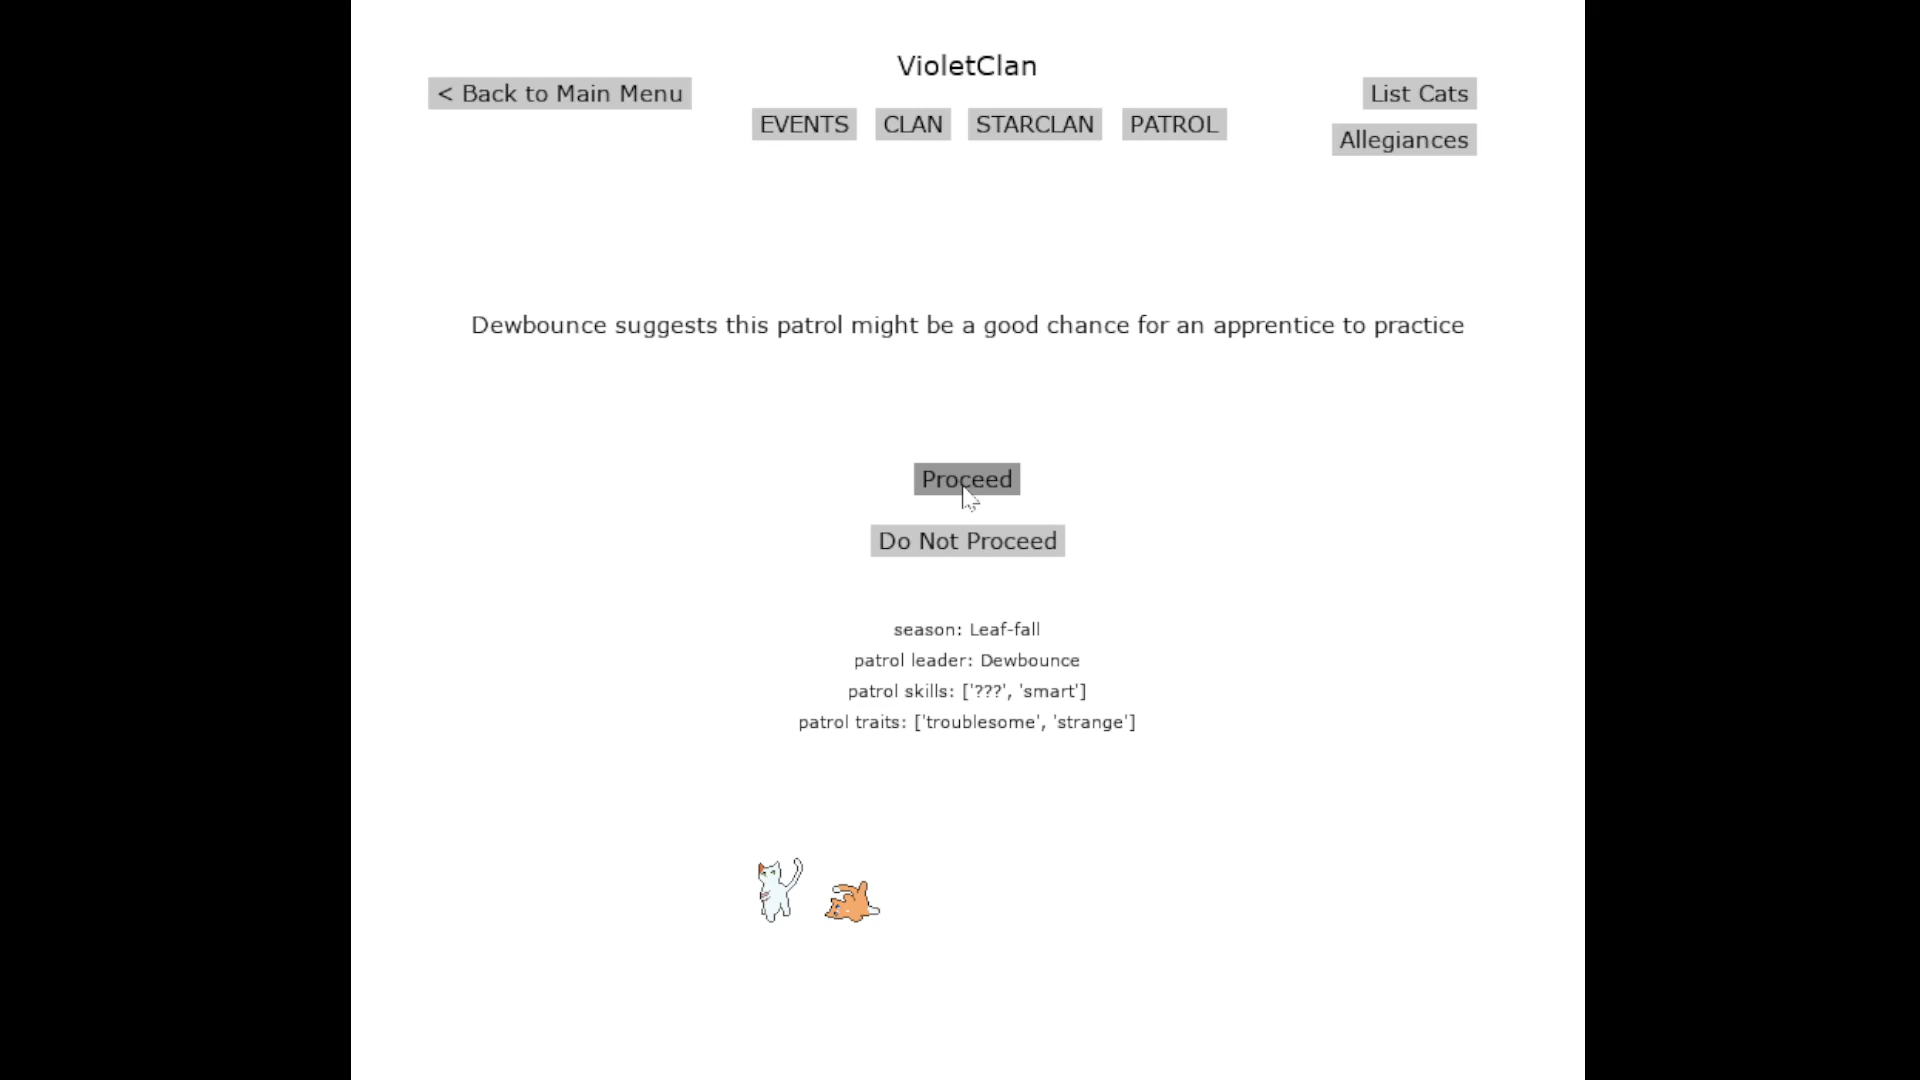 VioletClan
< Back to Main Menu
List Cats
EVENTS CLAN STARCLAN PATROL
Allegiances
Dewbounce suggests this patrol might be a good chance for an apprentice to practice
Proceed
Do Not Proceed
season: Leaf-fall
patrol leader: Dewbounce
patrol skills: ['???', 'smart']
patrol traits: ['troublesome', 'strange']